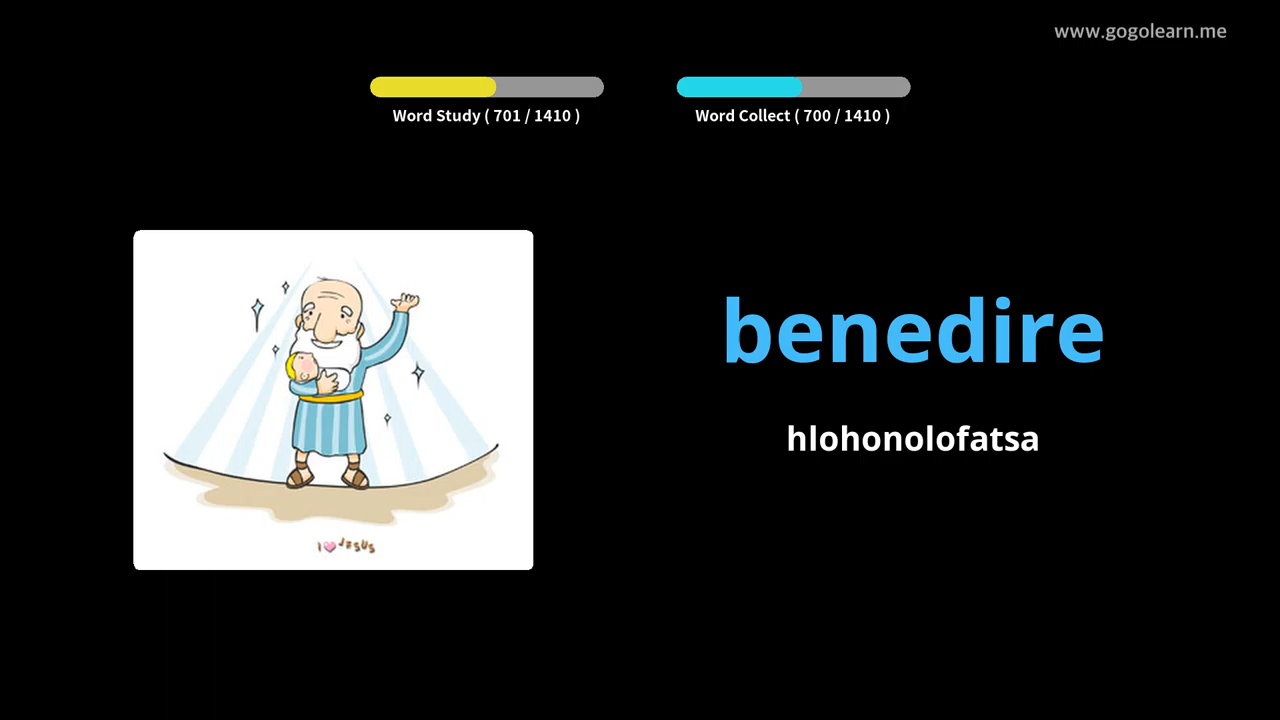 www.gogolearn.me
Word Study ( 701 / 1410 )
Word Collect ( 700 / 1410 )
benedire
hlohonolofatsa
I JESUS